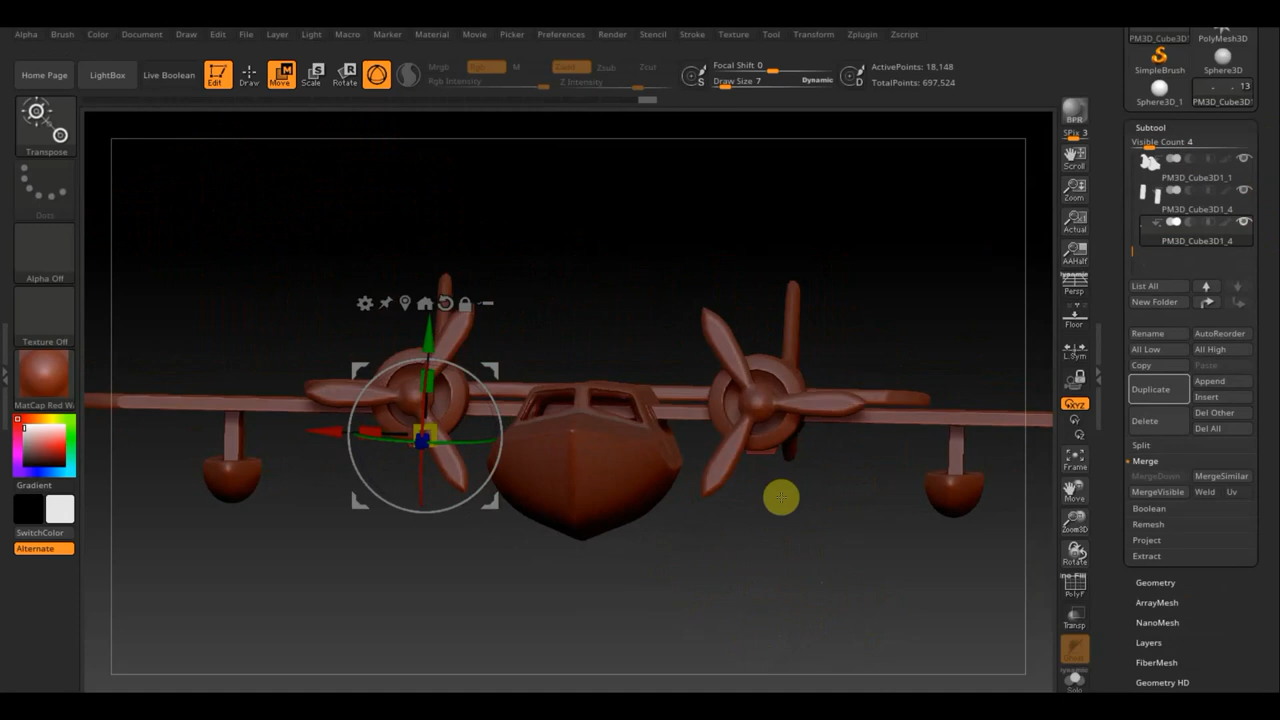 Alpha Brush Color Document Draw Edit File Layer Light Macro Marker Material Movie Picker Preferences Render Stencil Stroke Texture Tool Transform Zplugin Zscript
PM3D_Cube3D1
PolyMesh3D
SimpleBrush
Sphere3D
Sphere3D_1
13
PM3D_Cube3D1
Home Page
LightBox
Live Boolean
Edit
Draw
Move
Scale
Rotate
Mrgb
Rgb
M
Rgb Intensity
Zadd
Zsub
Zcut
Z Intensity
S
Focal Shift 0
Draw Size 7
Dynamic
D
ActivePoints: 18,148
TotalPoints: 697,524
Transpose
Dots
Alpha Off
Texture Off
MatCap Red W
Gradient
SwitchColor
Alternate
BPR
SPix 3
Scroll
Zoom
Actual
AAHalf
Dynamic
Persp
Floor
L.Sym
XYZ
Y
Z
Frame
Move
Zoom3D
Rotate
PolyF
Transp
Ghost
Dynamic
Solo
Subtool
Visible Count 4
PM3D_Cube3D1_1
PM3D_Cube3D1_4
PM3D_Cube3D1_4
List All
New Folder
Rename
AutoReorder
All Low
All High
Copy
Append
Duplicate
Insert
Delete
Del Other
Del All
Split
Merge
MergeDown
MergeSimilar
MergeVisible
Weld
Uv
Boolean
Remesh
Project
Extract
Geometry
ArrayMesh
NanoMesh
Layers
FiberMesh
Geometry HD